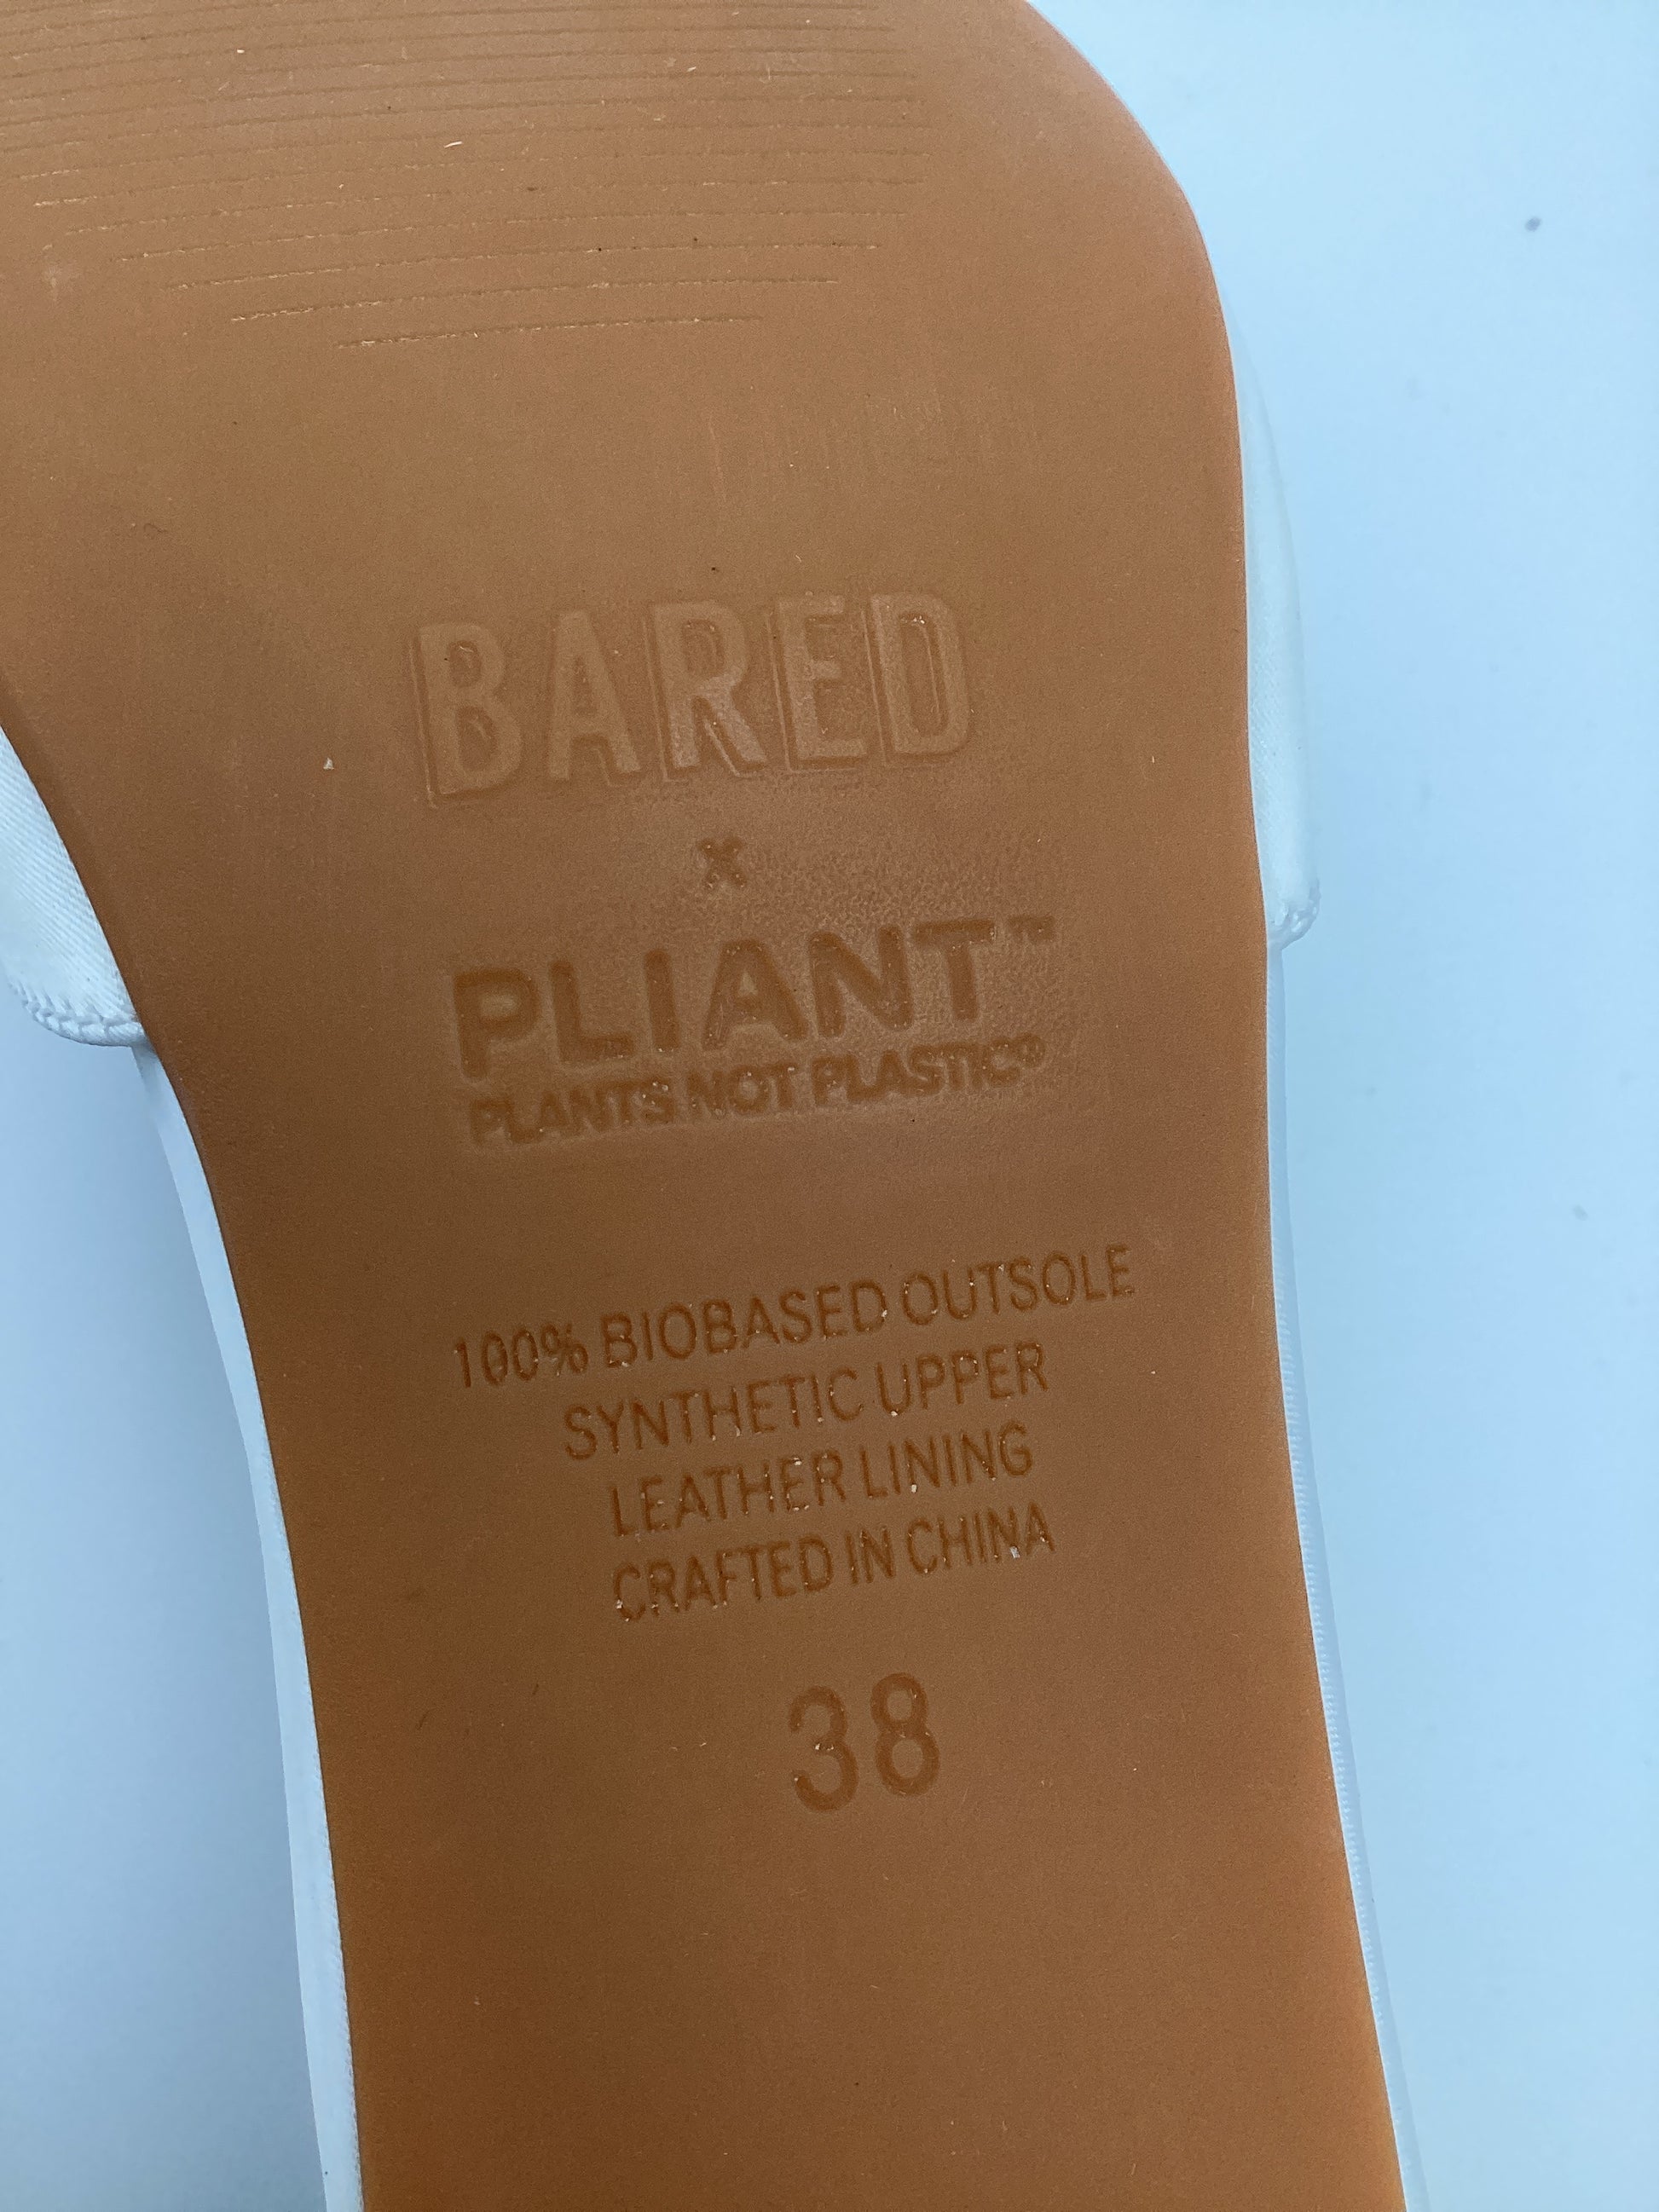 BARED
x
PLIANT™
PLANTS NOT PLASTIC®
100% BIOBASED OUTSOLE
SYNTHETIC UPPER
LEATHER LINING
CRAFTED IN CHINA
38